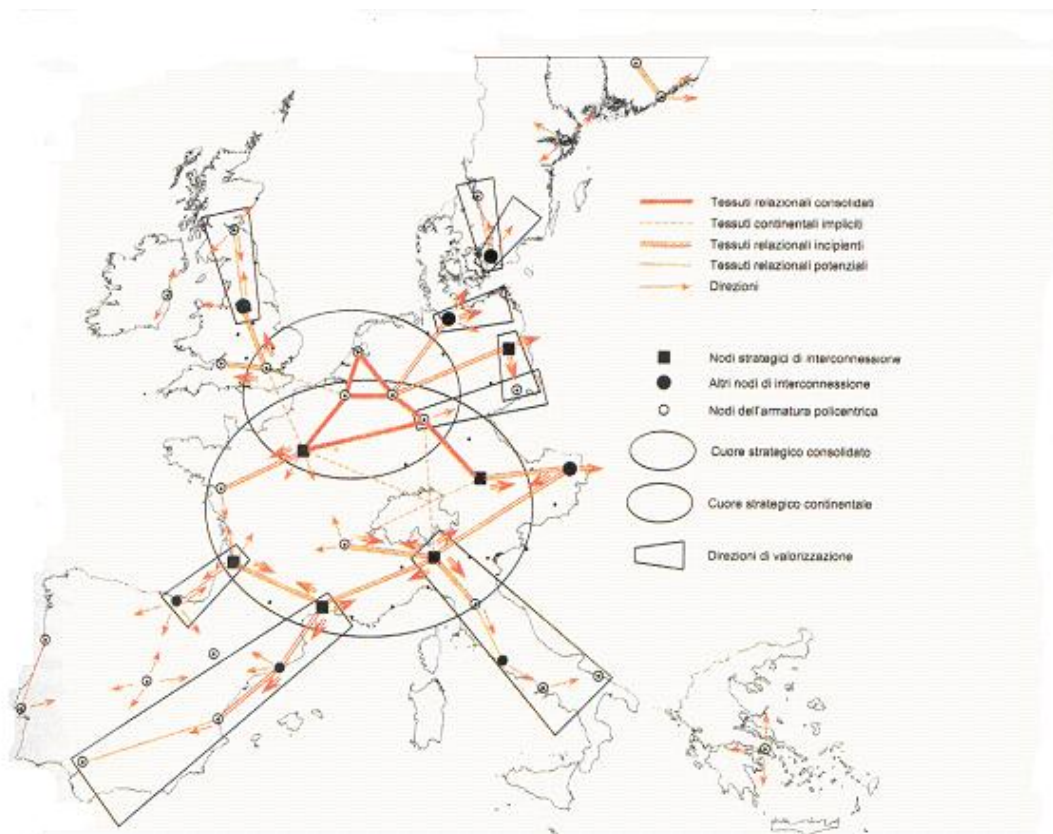 Tessuti relazionali consolidati
Tessuti continentali impliciti
Tessuti relazionali incipienti
Tessuti relazionali potenziali
Direzioni
Nodi strategici di interconnessione
Altri nodi di interconnessione
Nodi dell'armatura policentrica
Cuore strategico consolidato
Cuore strategico continentale
Direzioni di valorizzazione